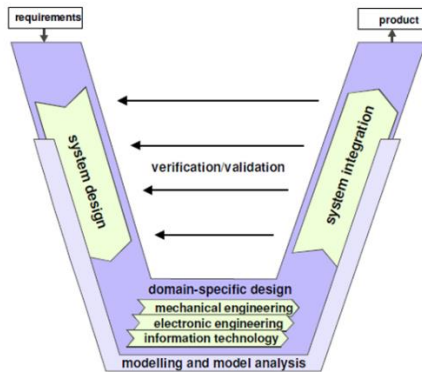 requirements
product
system design
system integration
verification/validation
domain-specific design
mechanical engineering
electronic engineering
information technology
modelling and model analysis